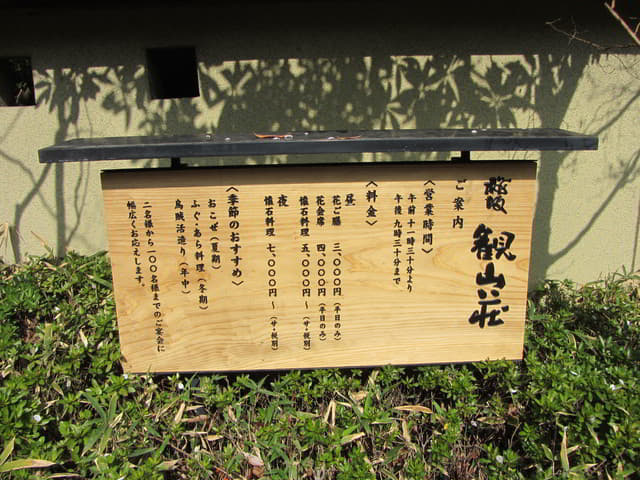 観山荘
ご案内
〈営業時間〉
午前 十一時三十分より
午後 九時三十分まで
〈料金〉
昼
花ご膳 三、〇〇〇円(平日のみ)
花会席 四、〇〇〇円(平日のみ)
懐石料理 五、〇〇〇円〜(サ・税別)
夜
懐石料理 七、〇〇〇円〜(サ・税別)
〈季節のおすすめ〉
おこぜ(夏期)
ふぐ・あら料理(冬期)
烏賊活造り(年中)
二名様から一〇〇名様までのご宴会に
幅広くお応えします。